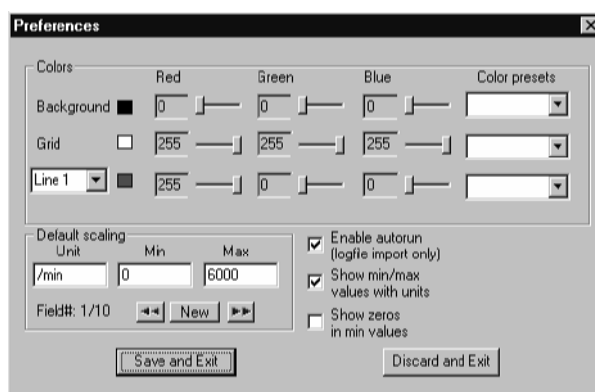 Preferences
Colors
Red Green Blue Color presets
Background 0 0 0
Grid 255 255 255
Line 1 255 0 0
Default scaling
Unit Min Max
/min 0 6000
Field#: 1/10 New
Enable autorun
(logfile import only)
Show min/max
values with units
Show zeros
in min values
Save and Exit Discard and Exit